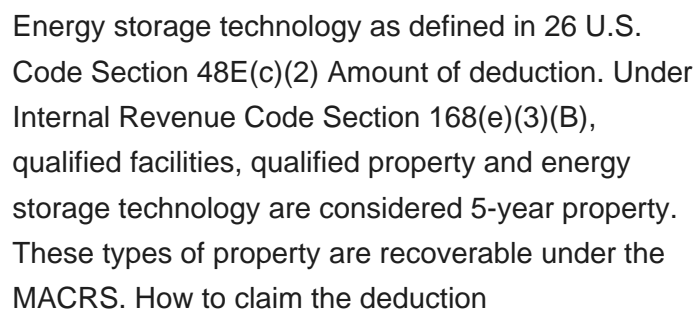 Energy storage technology as defined in 26 U.S.
Code Section 48E(c)(2) Amount of deduction. Under
Internal Revenue Code Section 168(e)(3)(B),
qualified facilities, qualified property and energy
storage technology are considered 5-year property.
These types of property are recoverable under the
MACRS. How to claim the deduction